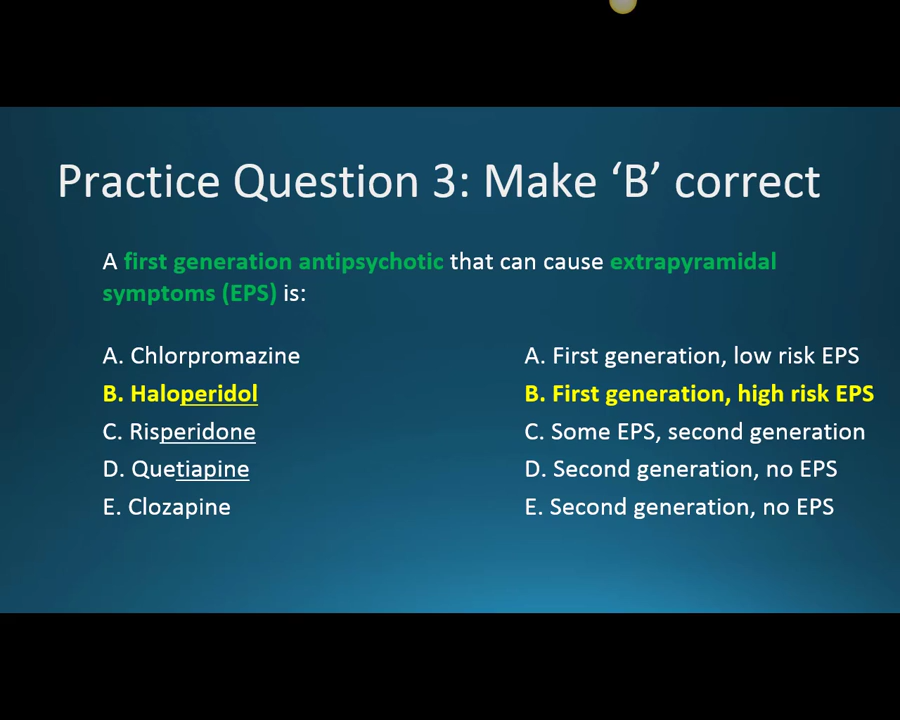 Practice Question 3: Make ‘B’ correct
A first generation antipsychotic that can cause extrapyramidal
symptoms (EPS) is:
A. Chlorpromazine
B. Haloperidol
C. Risperidone
D. Quetiapine
E. Clozapine
A. First generation, low risk EPS
B. First generation, high risk EPS
C. Some EPS, second generation
D. Second generation, no EPS
E. Second generation, no EPS